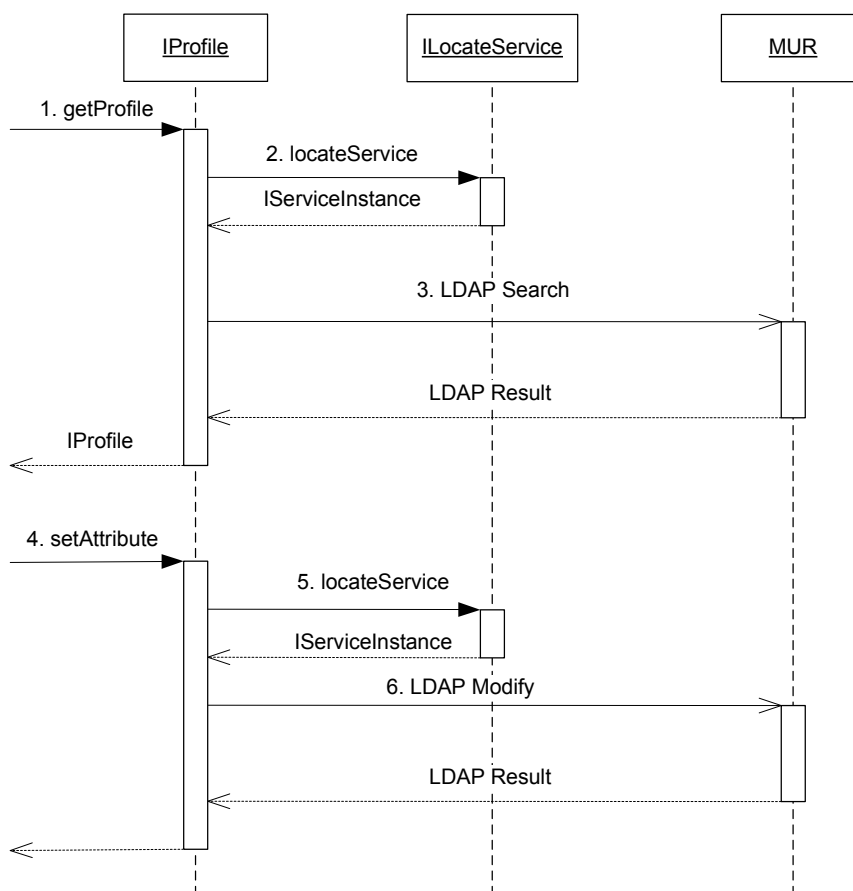 IProfile
ILocateService
MUR
1. getProfile
2. locateService
IServiceInstance
3. LDAP Search
LDAP Result
IProfile
4. setAttribute
5. locateService
IServiceInstance
6. LDAP Modify
LDAP Result